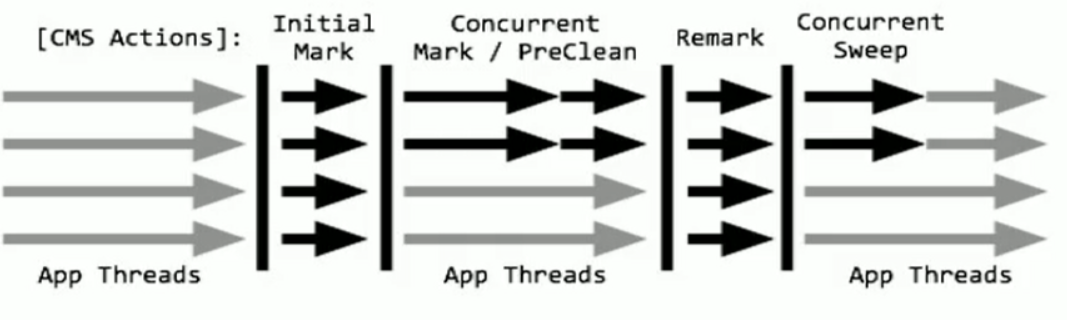 [CMS Actions]:
Initial
Mark
Concurrent
Mark / PreClean
Remark
Concurrent
Sweep
App Threads
App Threads
App Threads